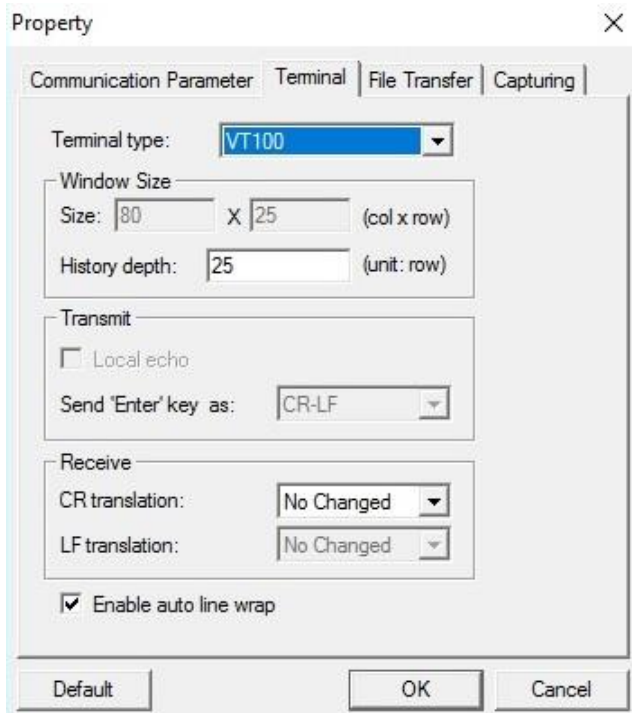 Property
Communication Parameter Terminal File Transfer Capturing
Terminal type: VT100
Window Size
Size: 80 X 25 (col x row)
History depth: 25 (unit: row)
Transmit
Local echo
Send 'Enter' key as: CR-LF
Receive
CR translation: No Changed
LF translation: No Changed
Enable auto line wrap
Default OK Cancel